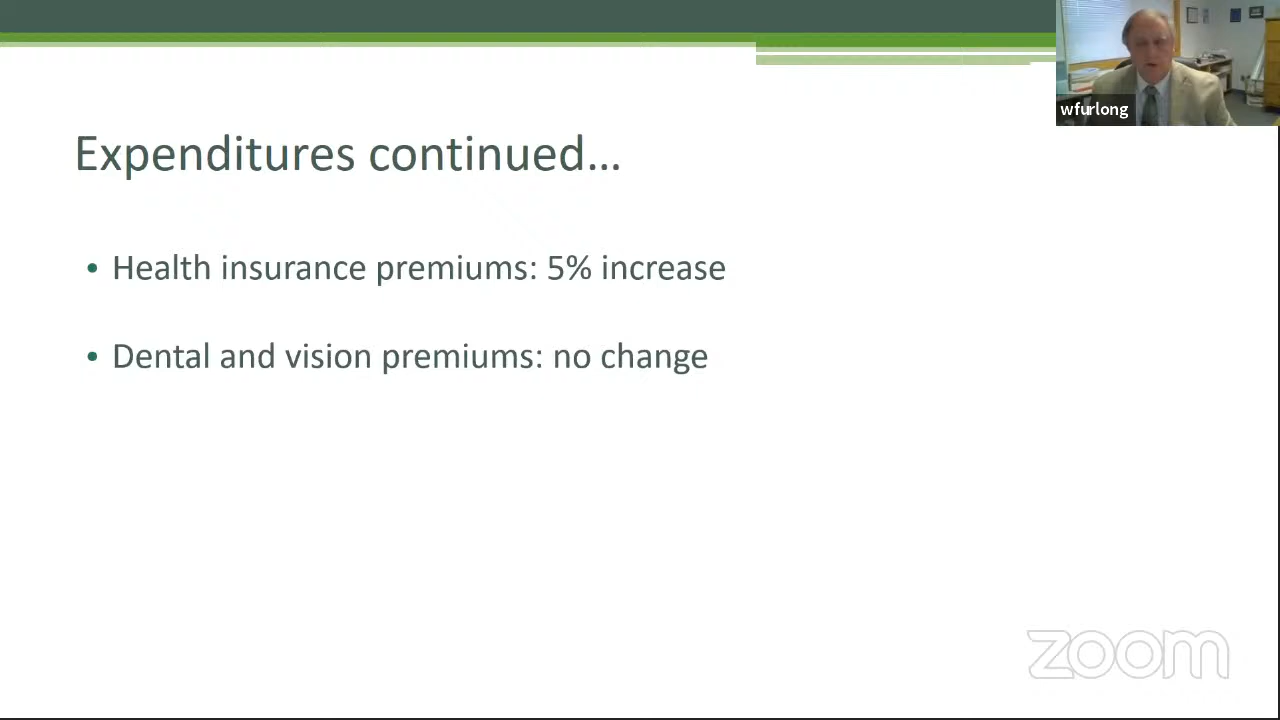 wfurlong
Expenditures continued...
• Health insurance premiums: 5% increase
• Dental and vision premiums: no change
zoom